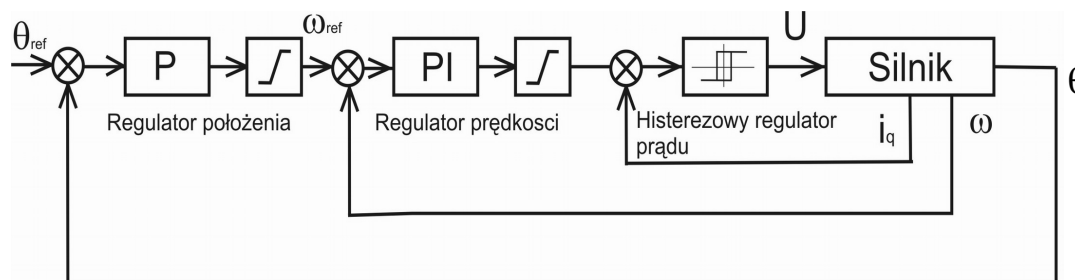 θref
P
ωref
PI
U
Silnik
Regulator położenia
Regulator prędkosci
Histerezowy regulator
prądu
iq
ω